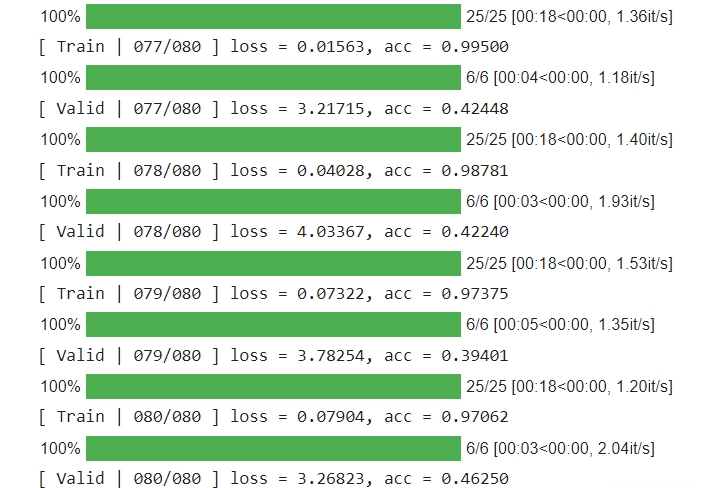 100% 25/25 [00:18<00:00, 1.36it/s]
[ Train | 077/080 ] loss = 0.01563, acc = 0.99500
100% 6/6 [00:04<00:00, 1.18it/s]
[ Valid | 077/080 ] loss = 3.21715, acc = 0.42448
100% 25/25 [00:18<00:00, 1.40it/s]
[ Train | 078/080 ] loss = 0.04028, acc = 0.98781
100% 6/6 [00:03<00:00, 1.93it/s]
[ Valid | 078/080 ] loss = 4.03367, acc = 0.42240
100% 25/25 [00:18<00:00, 1.53it/s]
[ Train | 079/080 ] loss = 0.07322, acc = 0.97375
100% 6/6 [00:05<00:00, 1.35it/s]
[ Valid | 079/080 ] loss = 3.78254, acc = 0.39401
100% 25/25 [00:18<00:00, 1.20it/s]
[ Train | 080/080 ] loss = 0.07904, acc = 0.97062
100% 6/6 [00:03<00:00, 2.04it/s]
[ Valid | 080/080 ] loss = 3.26823, acc = 0.46250